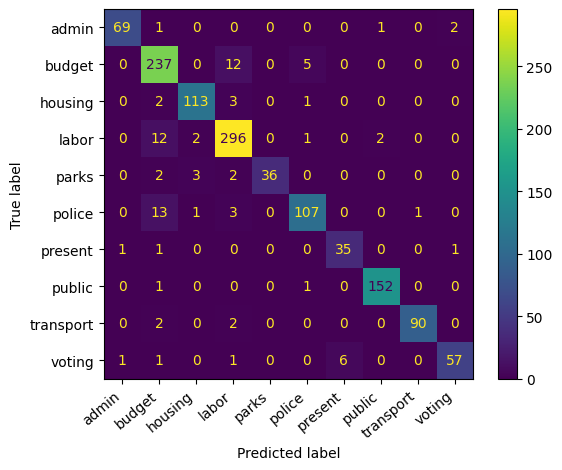 admin 69 1 0 0 0 0 0 1 0 2
budget 0 237 0 12 0 5 0 0 0 0
housing 0 2 113 3 0 1 0 0 0 0
labor 0 12 2 296 0 1 0 2 0 0
parks 0 2 3 2 36 0 0 0 0 0
police 0 13 1 3 0 107 0 0 1 0
present 1 1 0 0 0 0 35 0 0 1
public 0 1 0 0 0 1 0 152 0 0
transport 0 2 0 2 0 0 0 0 90 0
voting 1 1 0 1 0 0 6 0 0 57
admin budget housing labor parks police present public transport voting
Predicted label
True label
250
200
150
100
50
0